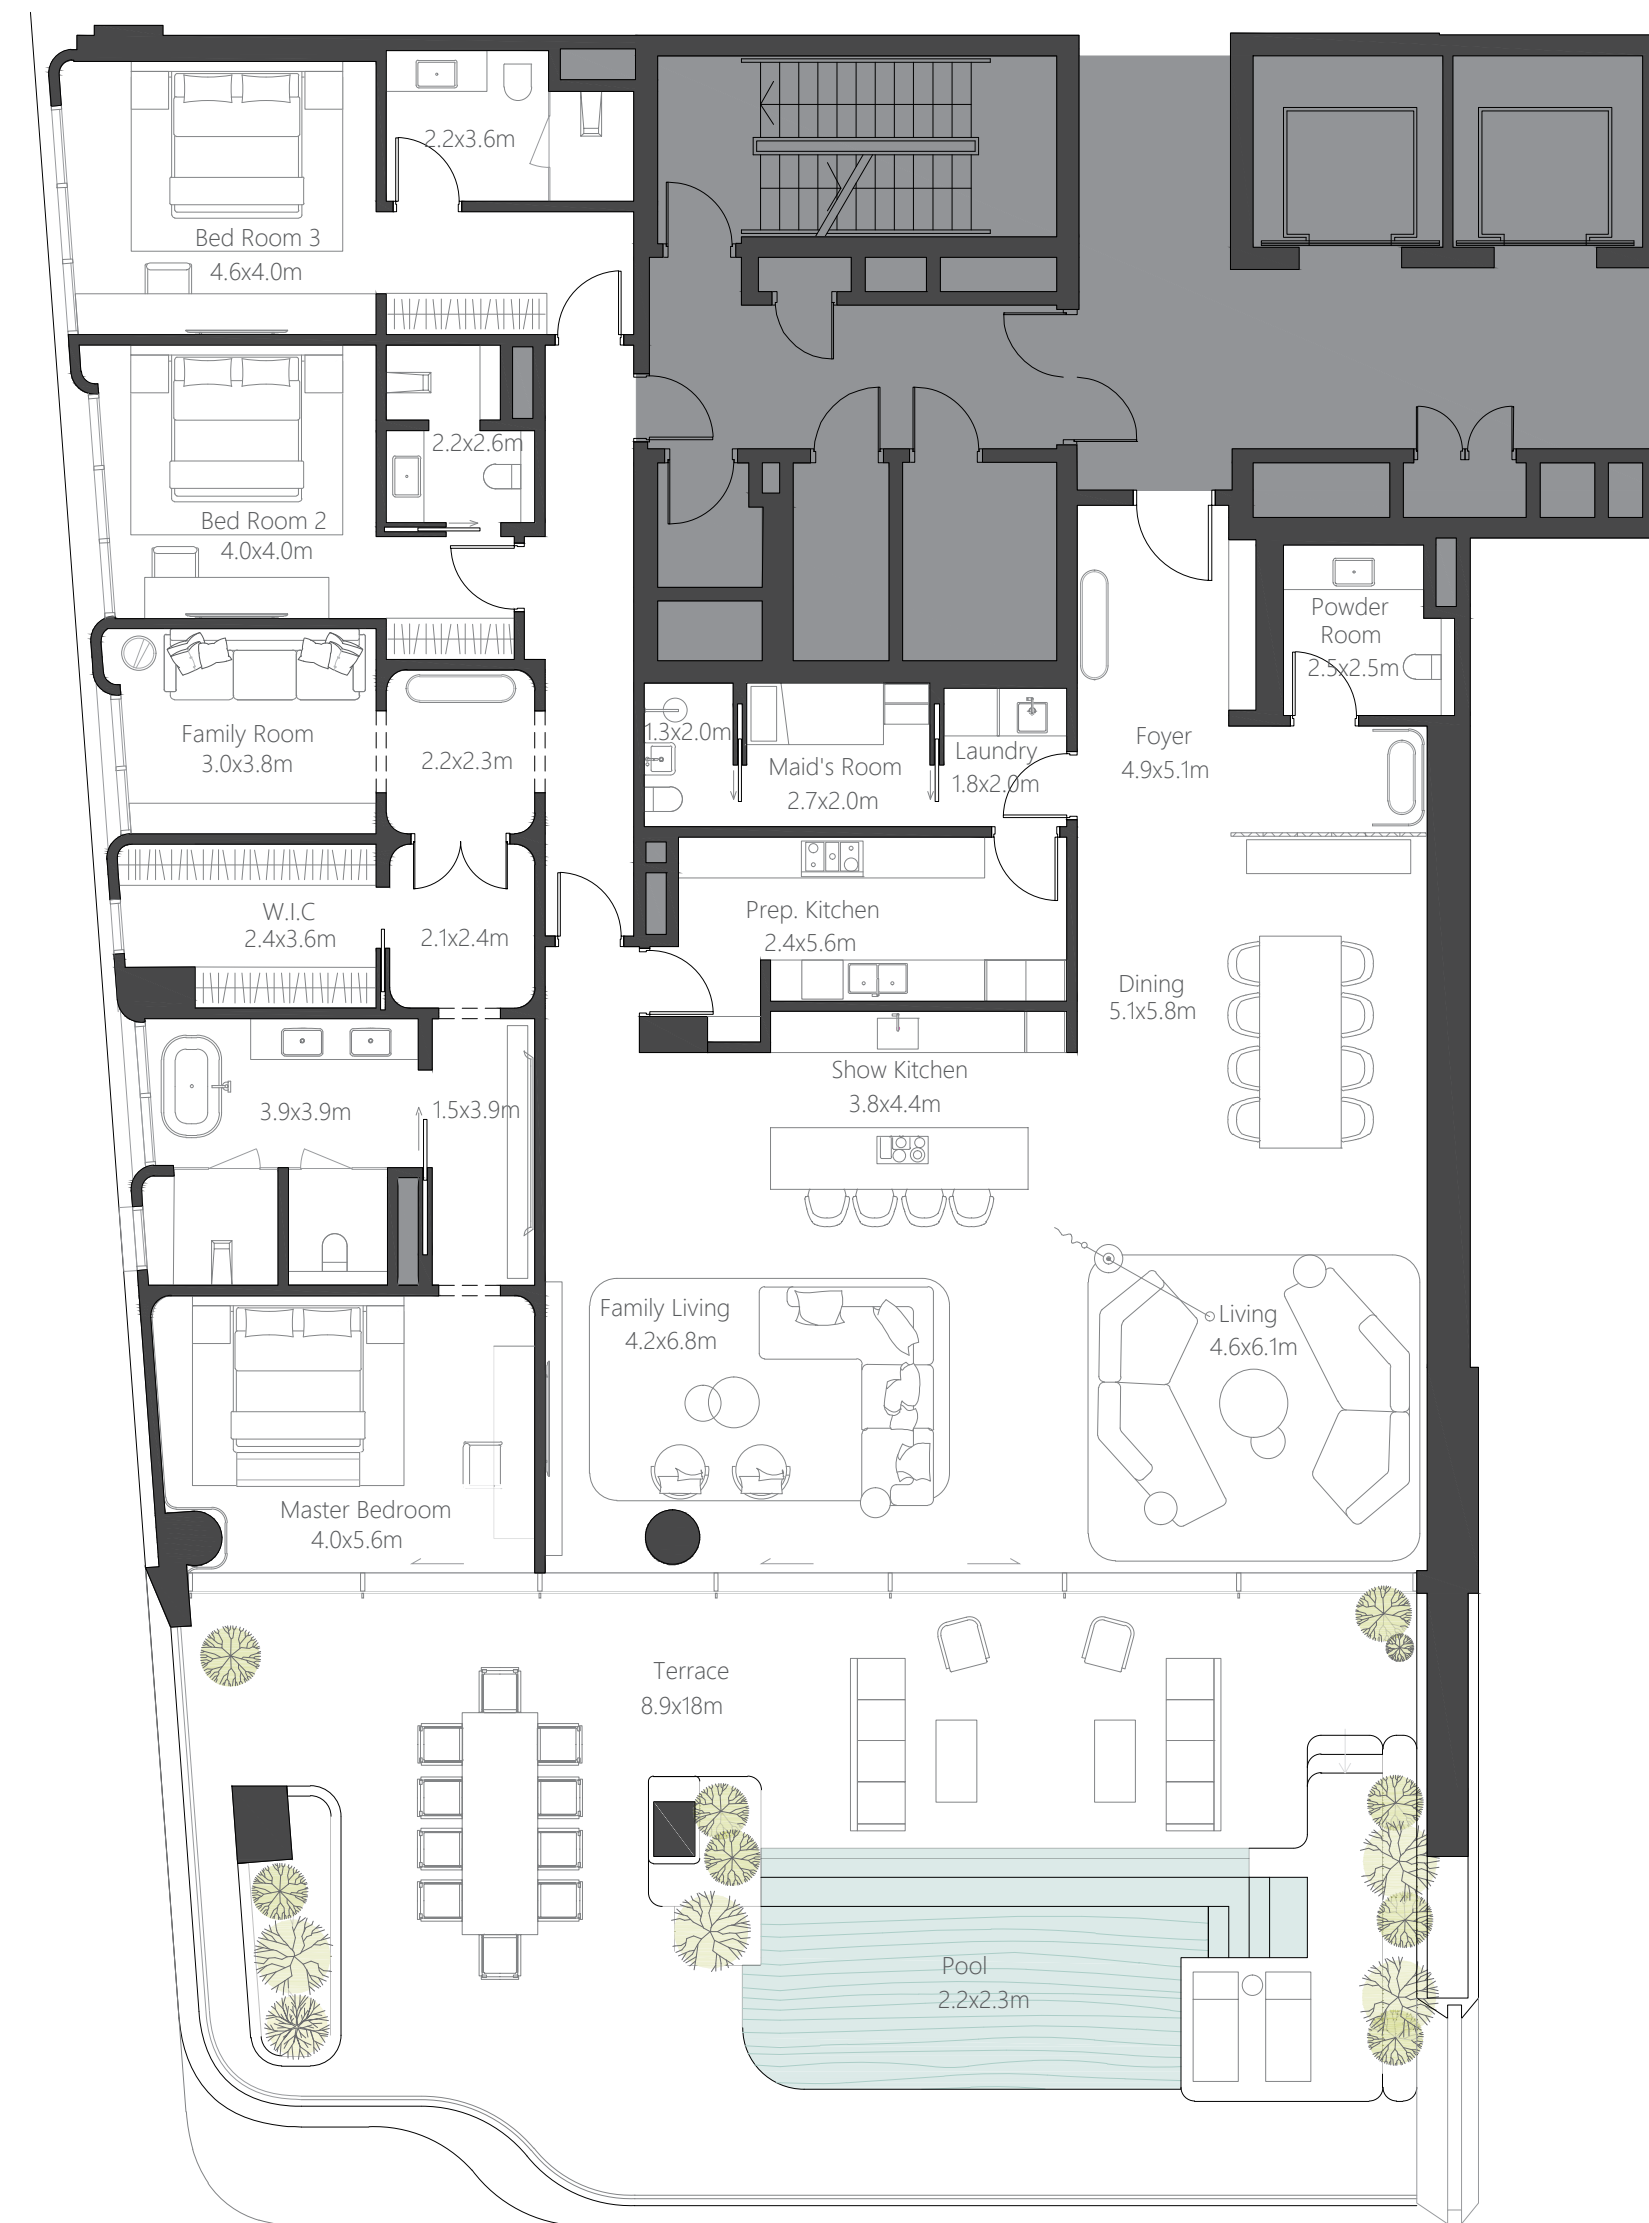 2.2x3.6m
Bed Room 3
4.6x4.0m
2.2x2.6m
Bed Room 2
4.0x4.0m
Powder
Room
2.5x2.5m
Family Room
3.0x3.8m
2.2x2.3m
1.3x2.0m
Maid's Room
2.7x2.0m
Laundry
1.8x2.0m
Foyer
4.9x5.1m
W.I.C
2.4x3.6m
2.1x2.4m
Prep. Kitchen
2.4x5.6m
Dining
5.1x5.8m
Show Kitchen
3.8x4.4m
3.9x3.9m
1.5x3.9m
Family Living
4.2x6.8m
Living
4.6x6.1m
Master Bedroom
4.0x5.6m
Terrace
8.9x18m
Pool
2.2x2.3m